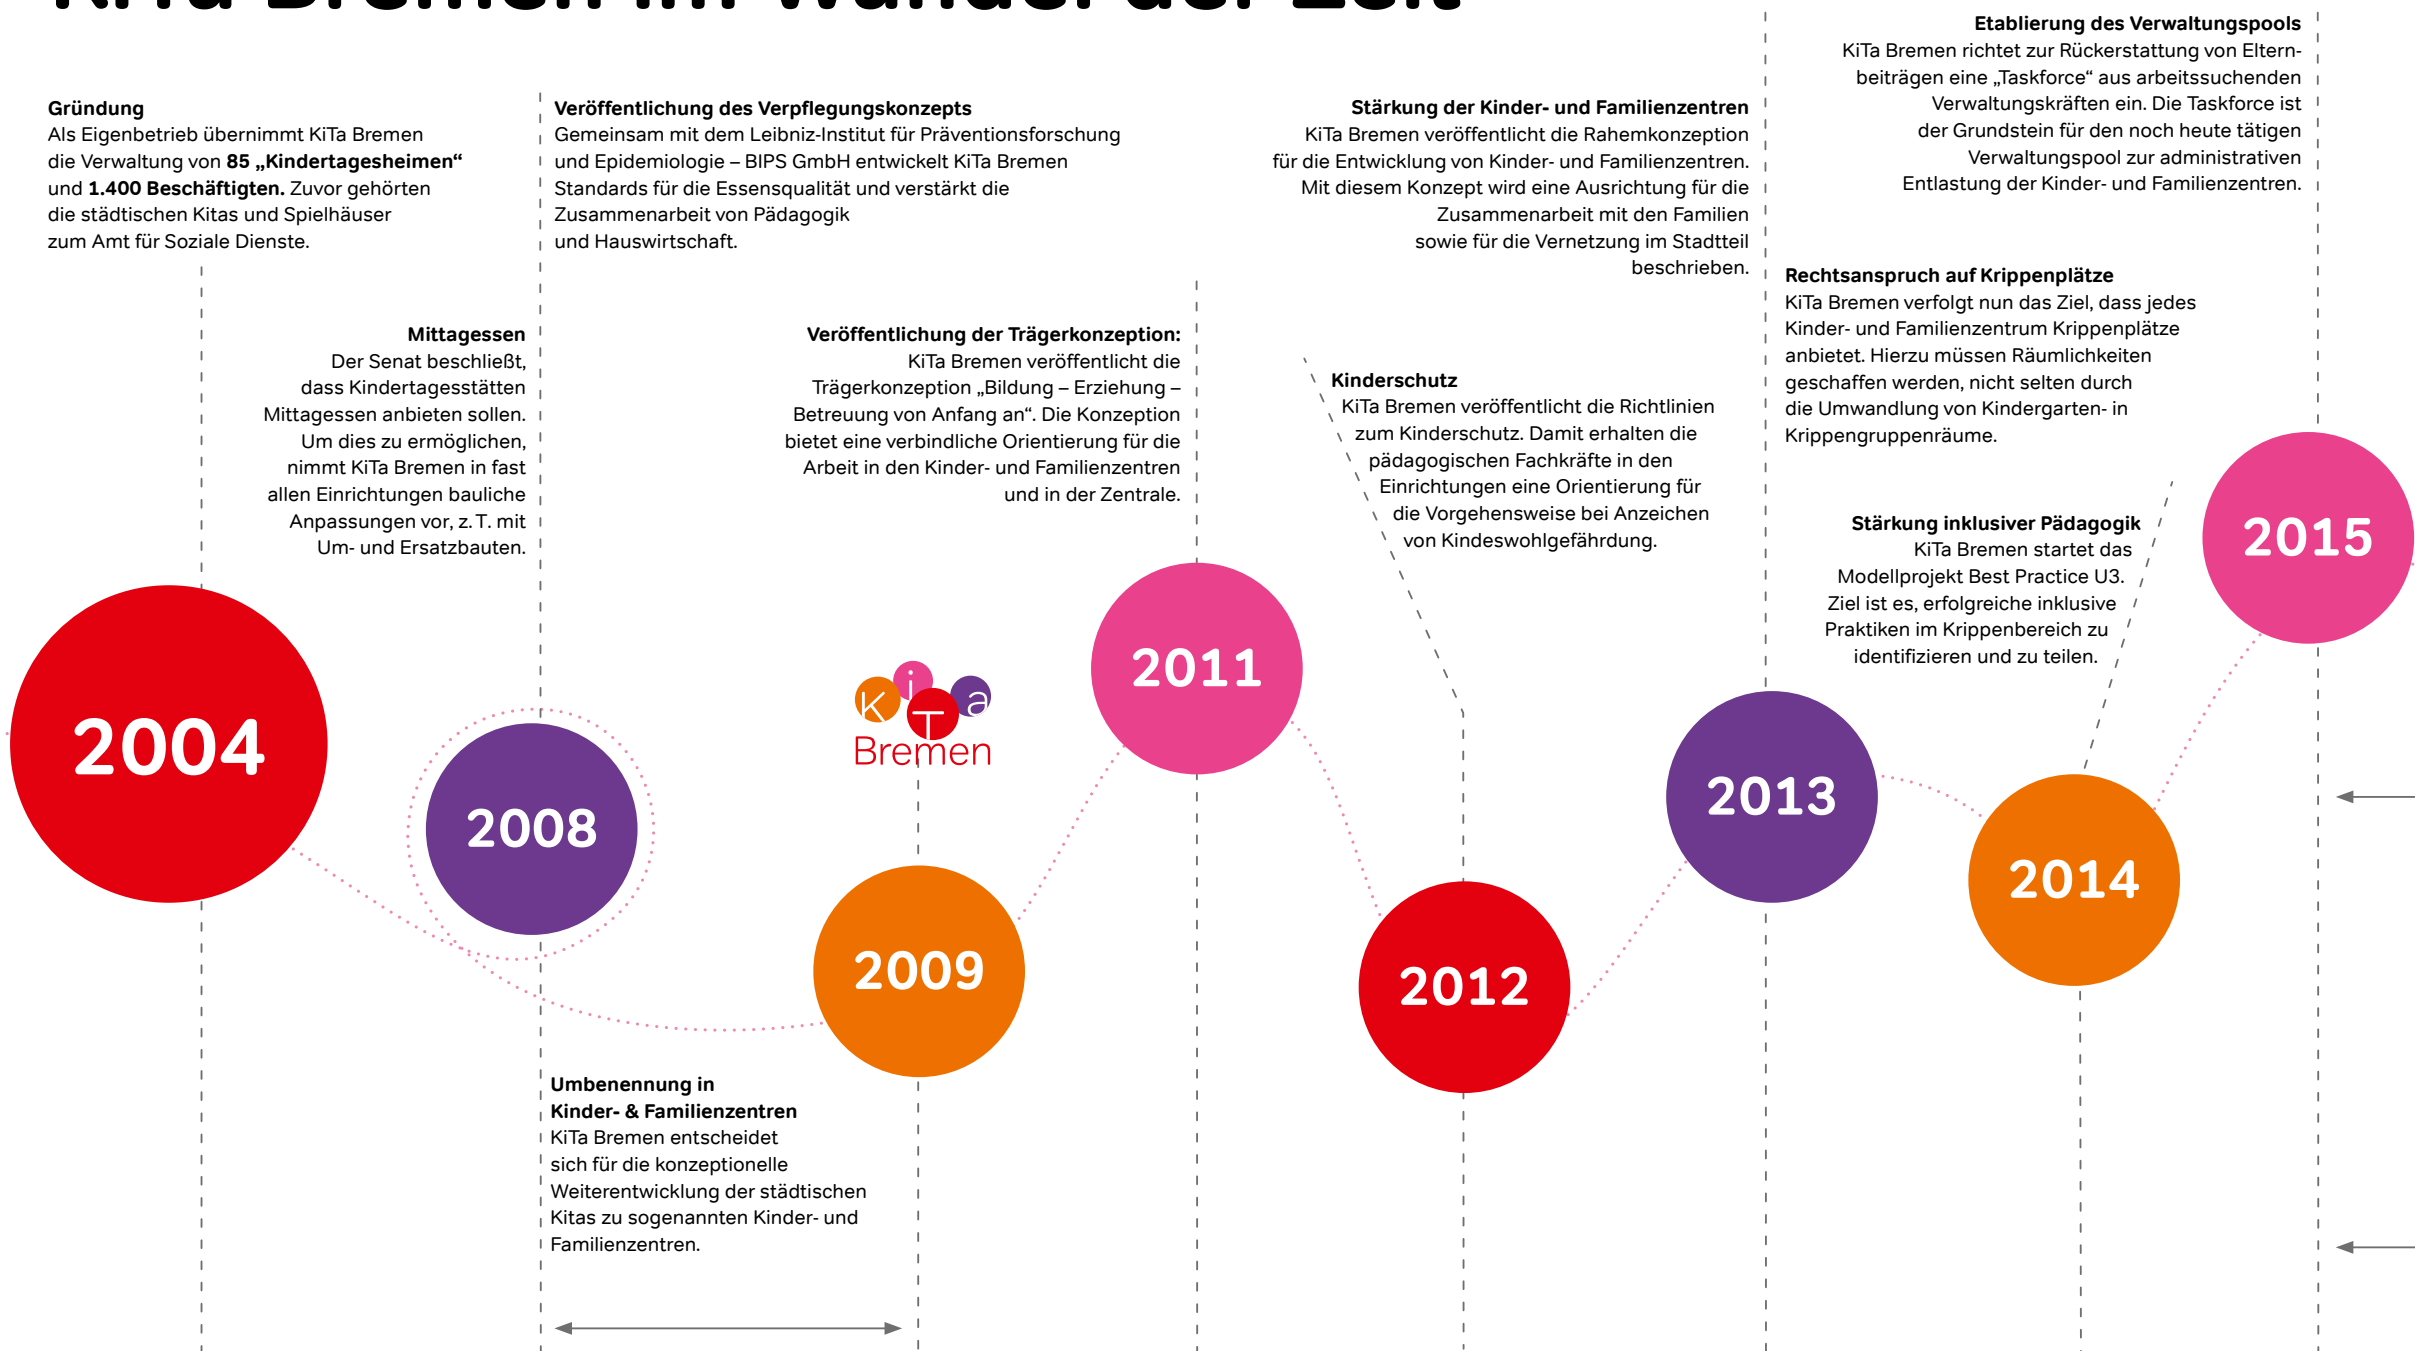 KiTa Bremen im Wandel der Zeit
Gründung
Als Eigenbetrieb übernimmt KiTa Bremen
die Verwaltung von 85 „Kindertagesheimen“
und 1.400 Beschäftigten. Zuvor gehörten
die städtischen Kitas und Spielhäuser
zum Amt für Soziale Dienste.
Mittagessen
Der Senat beschließt,
dass Kindertagesstätten
Mittagessen anbieten sollen.
Um dies zu ermöglichen,
nimmt KiTa Bremen in fast
allen Einrichtungen bauliche
Anpassungen vor, z. T. mit
Um- und Ersatzbauten.
Veröffentlichung des Verpflegungskonzepts
Gemeinsam mit dem Leibniz-Institut für Präventionsforschung
und Epidemiologie – BIPS GmbH entwickelt KiTa Bremen
Standards für die Essensqualität und verstärkt die
Zusammenarbeit von Pädagogik
und Hauswirtschaft.
Veröffentlichung der Trägerkonzeption:
KiTa Bremen veröffentlicht die
Trägerkonzeption „Bildung – Erziehung –
Betreuung von Anfang an“. Die Konzeption
bietet eine verbindliche Orientierung für die
Arbeit in den Kinder- und Familienzentren
und in der Zentrale.
Stärkung der Kinder- und Familienzentren
KiTa Bremen veröffentlicht die Rahemkonzeption
für die Entwicklung von Kinder- und Familienzentren.
Mit diesem Konzept wird eine Ausrichtung für die
Zusammenarbeit mit den Familien
sowie für die Vernetzung im Stadtteil
beschrieben.
Kinderschutz
KiTa Bremen veröffentlicht die Richtlinien
zum Kinderschutz. Damit erhalten die
pädagogischen Fachkräfte in den
Einrichtungen eine Orientierung für
die Vorgehensweise bei Anzeichen
von Kindeswohlgefährdung.
Etablierung des Verwaltungspools
KiTa Bremen richtet zur Rückerstattung von Eltern-
beiträgen eine „Taskforce“ aus arbeitssuchenden
Verwaltungskräften ein. Die Taskforce ist
der Grundstein für den noch heute tätigen
Verwaltungspool zur administrativen
Entlastung der Kinder- und Familienzentren.
Rechtsanspruch auf Krippenplätze
KiTa Bremen verfolgt nun das Ziel, dass jedes
Kinder- und Familienzentrum Krippenplätze
anbietet. Hierzu müssen Räumlichkeiten
geschaffen werden, nicht selten durch
die Umwandlung von Kindergarten- in
Krippengruppenräume.
Stärkung inklusiver Pädagogik
KiTa Bremen startet das
Modellprojekt Best Practice U3.
Ziel ist es, erfolgreiche inklusive
Praktiken im Krippenbereich zu
identifizieren und zu teilen.
2004
2008
KiTa
Bremen
2009
2011
2012
2013
2014
2015
Umbenennung in
Kinder- & Familienzentren
KiTa Bremen entscheidet
sich für die konzeptionelle
Weiterentwicklung der städtischen
Kitas zu sogenannten Kinder- und
Familienzentren.